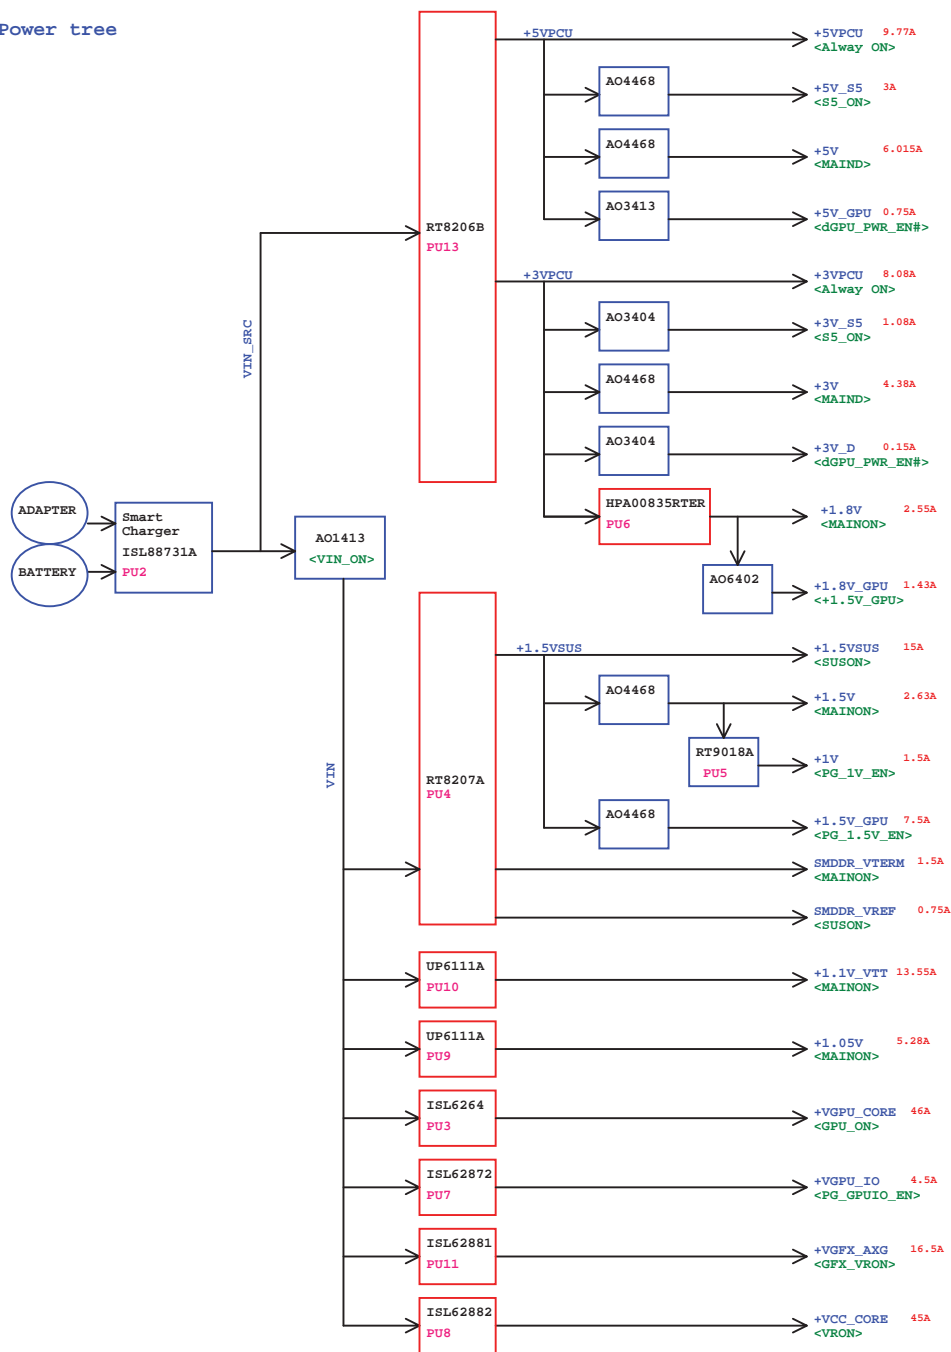 Power tree
+5VPCU
+5VPCU 9.77A
<Alway ON>
AO4468
+5V_S5 3A
<S5_ON>
AO4468
+5V 6.015A
<MAIND>
AO3413
+5V_GPU 0.75A
<dGPU_PWR_EN#>
RT8206B
PU13
+3VPCU
+3VPCU 8.08A
<Alway ON>
AO3404
+3V_S5 1.08A
<S5_ON>
VIN_SRC
AO4468
+3V 4.38A
<MAIND>
AO3404
+3V_D 0.15A
<dGPU_PWR_EN#>
HPA00835RTER
PU6
+1.8V 2.55A
<MAINON>
ADAPTER
BATTERY
Smart
Charger
ISL88731A
PU2
AO1413
<VIN_ON>
AO6402
+1.8V_GPU 1.43A
<+1.5V_GPU>
+1.5VSUS
+1.5VSUS 15A
<SUSON>
AO4468
+1.5V 2.63A
<MAINON>
RT9018A
PU5
+1V 1.5A
<PG_1V_EN>
VIN
RT8207A
PU4
AO4468
+1.5V_GPU 7.5A
<PG_1.5V_EN>
SMDDR_VTERM 1.5A
<MAINON>
SMDDR_VREF 0.75A
<SUSON>
UP6111A
PU10
+1.1V_VTT 13.55A
<MAINON>
UP6111A
PU9
+1.05V 5.28A
<MAINON>
ISL6264
PU3
+VGPU_CORE 46A
<GPU_ON>
ISL62872
PU7
+VGPU_IO 4.5A
<PG_GPUIO_EN>
ISL62881
PU11
+VGFX_AXG 16.5A
<GFX_VRON>
ISL62882
PU8
+VCC_CORE 45A
<VRON>